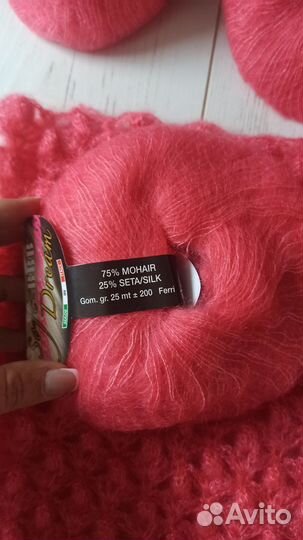 Dream
75% MOHAIR
25% SETA/SILK
Gom. gr. 25 mt ± 200 Ferri
Avito